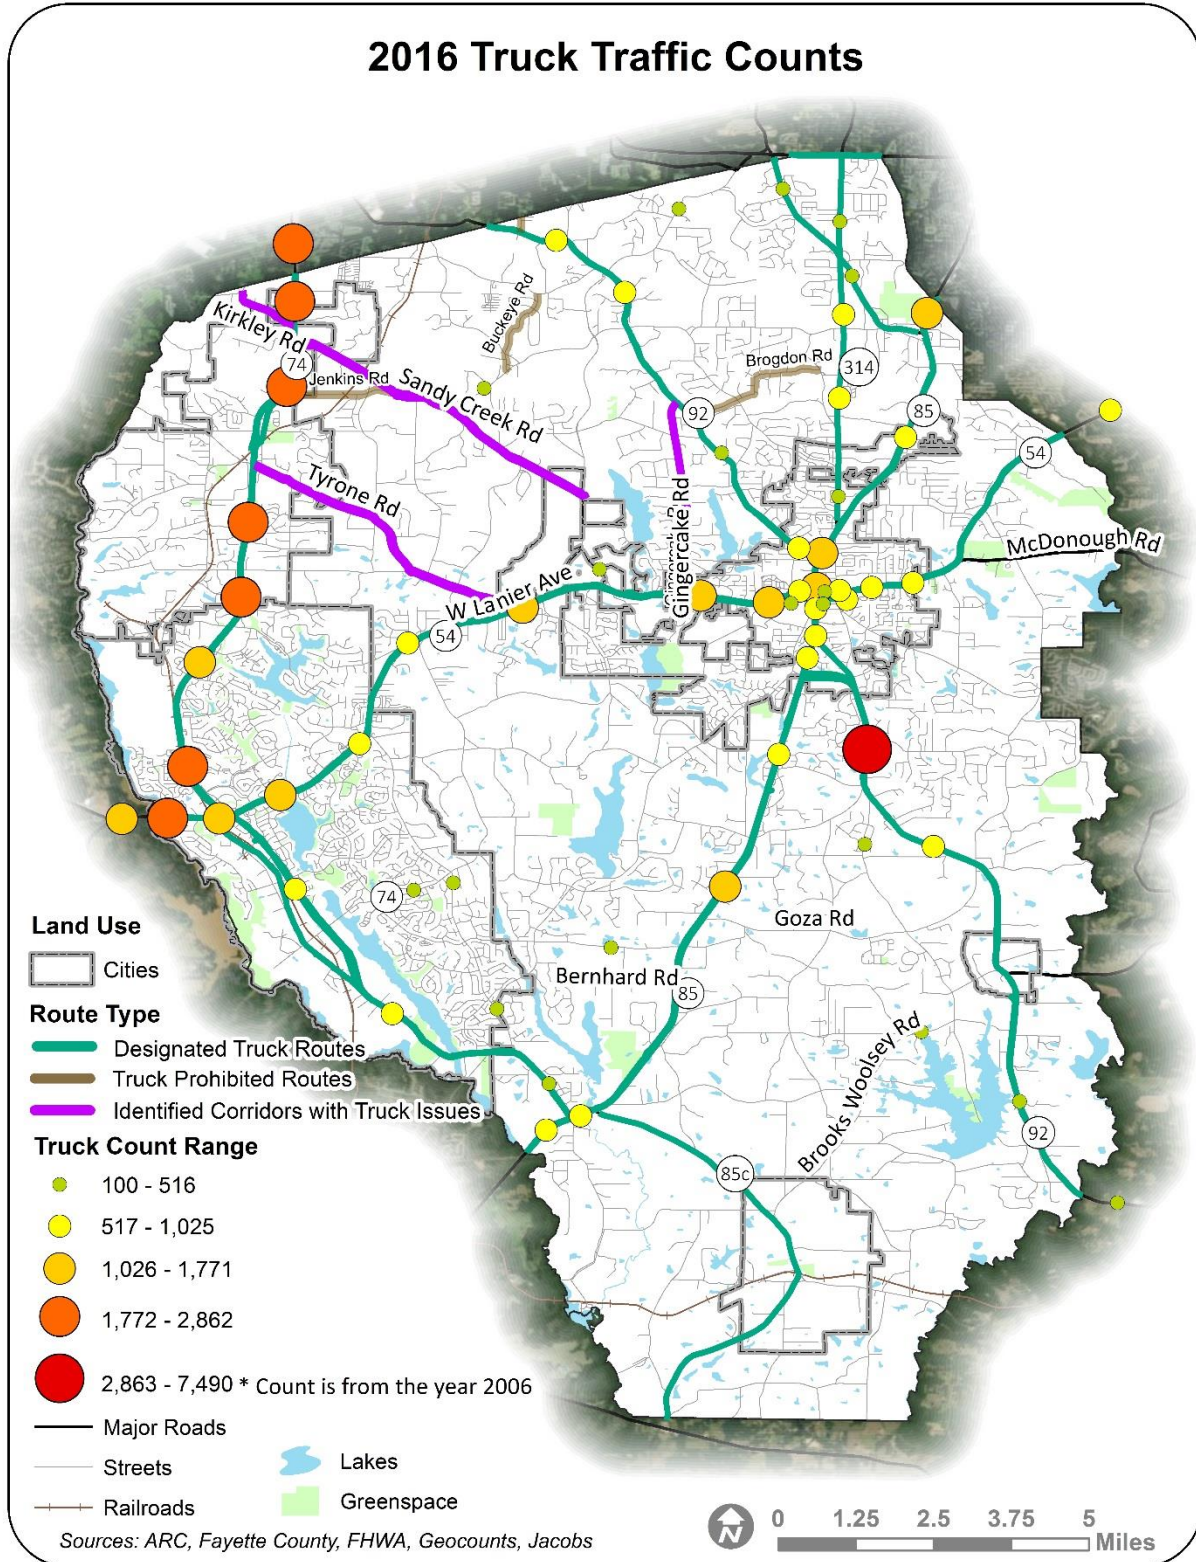 2016 Truck Traffic Counts
Buckeye Rd
Kirkley Rd
74
Jenkins Rd
Sandy Creek Rd
Brogdon Rd
314
92
85
54
Tyrone Rd
Gingercake Rd
McDonough Rd
W Lanier Ave
54
74
Goza Rd
Bernhard Rd
85
Brooks Woolsey Rd
92
85c
Land Use
Cities
Route Type
Designated Truck Routes
Truck Prohibited Routes
Identified Corridors with Truck Issues
Truck Count Range
100 - 516
517 - 1,025
1,026 - 1,771
1,772 - 2,862
2,863 - 7,490 * Count is from the year 2006
Major Roads
Streets
Railroads
Lakes
Greenspace
Sources: ARC, Fayette County, FHWA, Geocounts, Jacobs
N
0 1.25 2.5 3.75 5
Miles